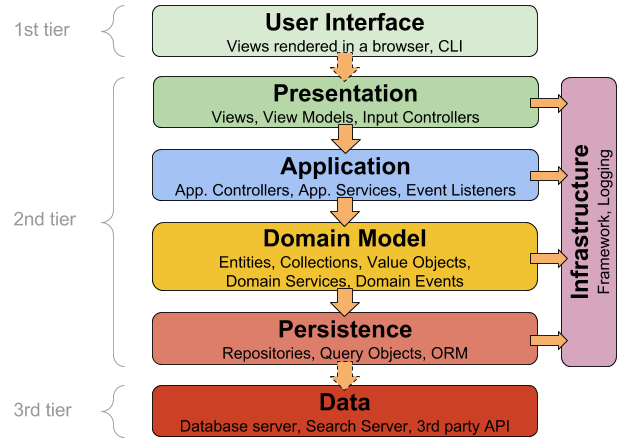 1st tier
User Interface
Views rendered in a browser, CLI
Presentation
Views, View Models, Input Controllers
Application
App. Controllers, App. Services, Event Listeners
2nd tier
Domain Model
Entities, Collections, Value Objects,
Domain Services, Domain Events
Persistence
Repositories, Query Objects, ORM
Infrastructure
Framework, Logging
3rd tier
Data
Database server, Search Server, 3rd party API